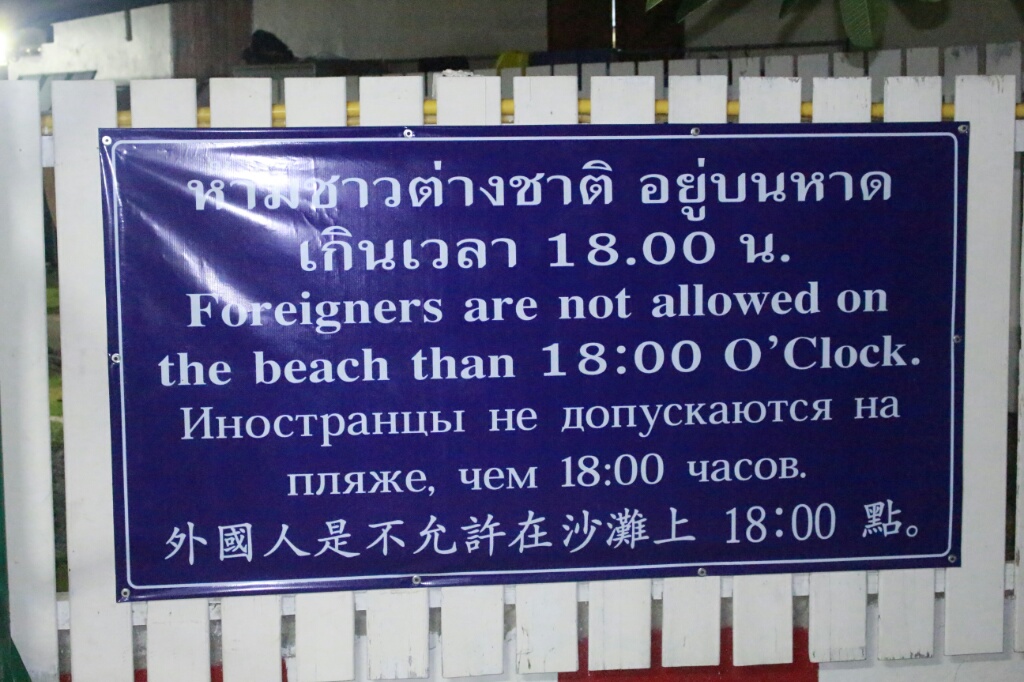 ห้ามชาวต่างชาติ อยู่บนหาด
เกินเวลา 18.00 น.
Foreigners are not allowed on
the beach than 18:00 O'Clock.
Иностранцы не допускаются на
пляже, чем 18:00 часов.
外國人是不允許在沙灘上 18:00 點。